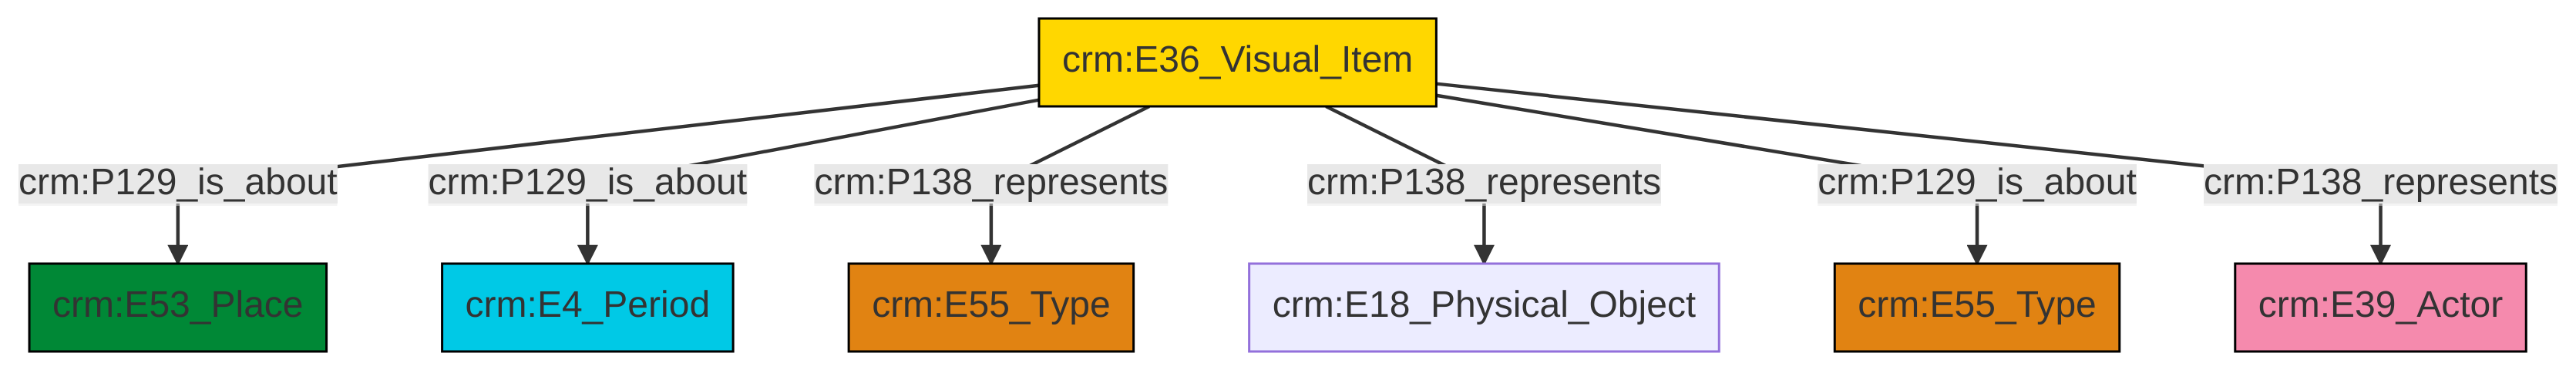 crm:E36_Visual_Item
crm:P129_is_about
crm:P129_is_about
crm:P138_represents
crm:P138_represents
crm:P129_is_about
crm:P138_represents
crm:E53_Place
crm:E4_Period
crm:E55_Type
crm:E18_Physical_Object
crm:E55_Type
crm:E39_Actor